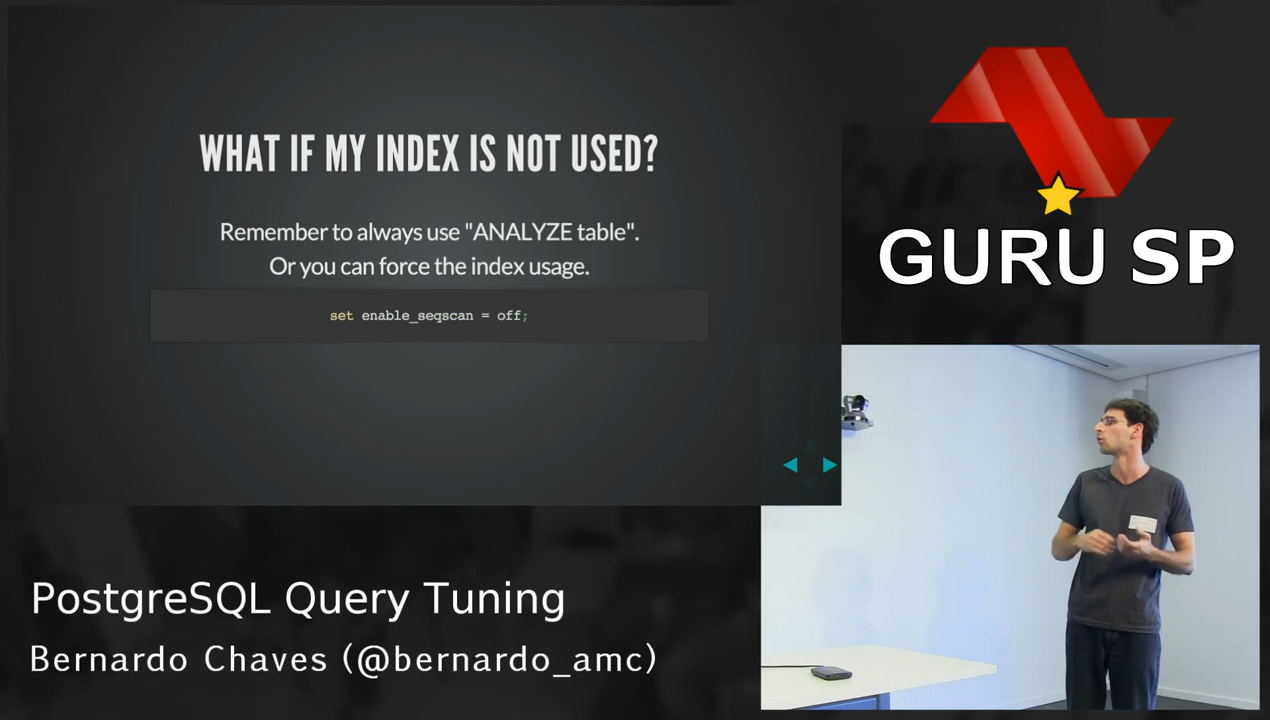 WHAT IF MY INDEX IS NOT USED?
Remember to always use "ANALYZE table".
Or you can force the index usage.
set enable_seqscan = off;
GURU SP
PostgreSQL Query Tuning
Bernardo Chaves (@bernardo_amc)